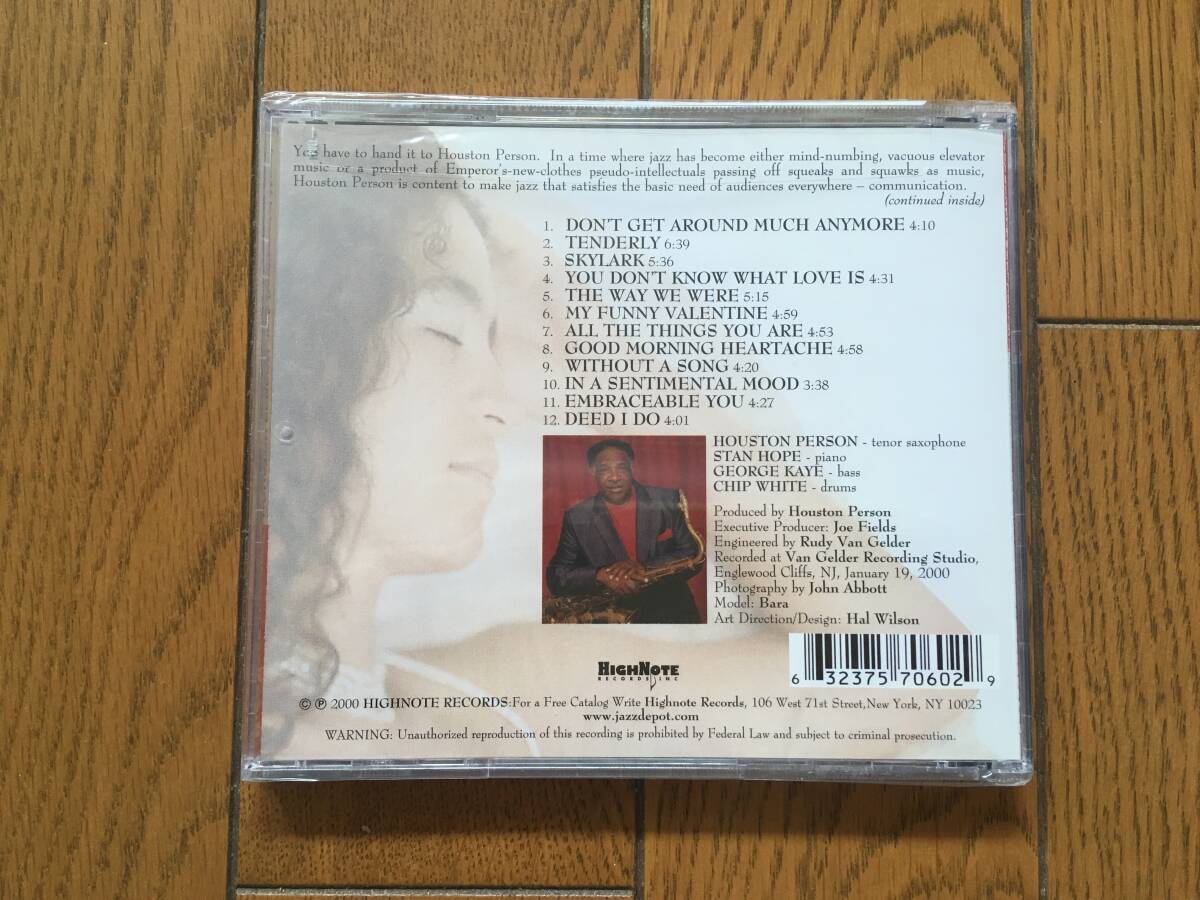 You have to hand it to Houston Person. In a time where jazz has become either mind-numbing, vacuous elevator
music or a product of Emperor's-new-clothes pseudo-intellectuals passing off squeaks and squawks as music,
Houston Person is content to make jazz that satisfies the basic need of audiences everywhere – communication.
(continued inside)
1. DON'T GET AROUND MUCH ANYMORE 4:10
2. TENDERLY 6:39
3. SKYLARK 5:36
4. YOU DON'T KNOW WHAT LOVE IS 4:31
5. THE WAY WE WERE 5:15
6. MY FUNNY VALENTINE 4:59
7. ALL THE THINGS YOU ARE 4:53
8. GOOD MORNING HEARTACHE 4:58
9. WITHOUT A SONG 4:20
10. IN A SENTIMENTAL MOOD 3:38
11. EMBRACEABLE YOU 4:27
12. DEED I DO 4:01
HOUSTON PERSON - tenor saxophone
STAN HOPE - piano
GEORGE KAYE - bass
CHIP WHITE - drums
Produced by Houston Person
Executive Producer: Joe Fields
Engineered by Rudy Van Gelder
Recorded at Van Gelder Recording Studio,
Englewood Cliffs, NJ, January 19, 2000
Photography by John Abbott
Model: Bara
Art Direction/Design: Hal Wilson
HIGHNOTE
RECORDS, INC
6 32375 70602 9
© ℗ 2000 HIGHNOTE RECORDS:For a Free Catalog Write Highnote Records, 106 West 71st Street,New York, NY 10023
www.jazzdepot.com
WARNING: Unauthorized reproduction of this recording is prohibited by Federal Law and subject to criminal prosecution.